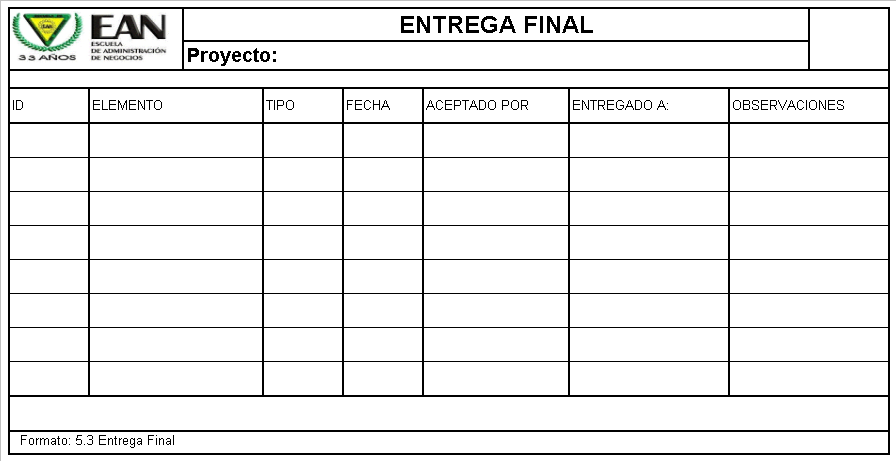 EAN
ESCUELA
DE ADMINISTRACIÓN
DE NEGOCIOS
33 AÑOS
ENTREGA FINAL
Proyecto:
ID ELEMENTO TIPO FECHA ACEPTADO POR ENTREGADO A: OBSERVACIONES
Formato: 5.3 Entrega Final